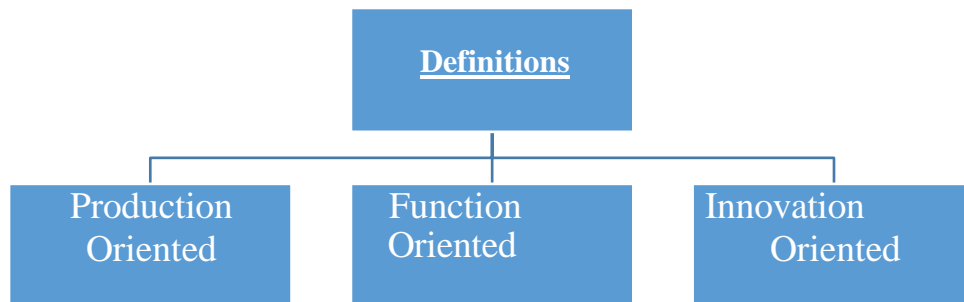 Definitions
Production
Oriented
Function
Oriented
Innovation
Oriented